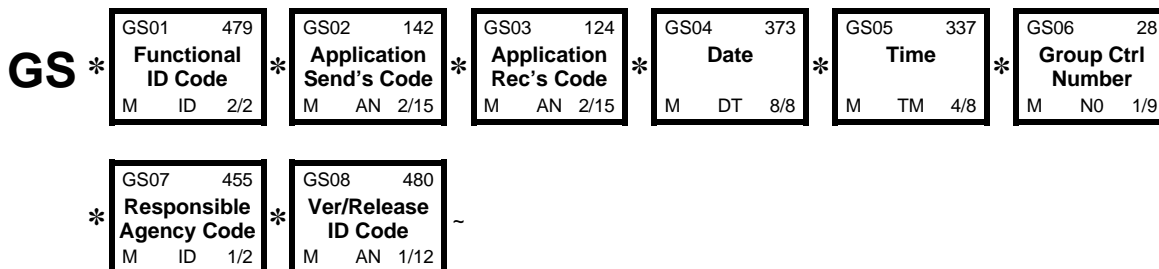 GS01 479 GS02 142 GS03 124 GS04 373 GS05 337 GS06 28
GS * Functional * Application * Application * Date * Time * Group Ctrl
ID Code Send's Code Rec's Code Number
M ID 2/2 M AN 2/15 M AN 2/15 M DT 8/8 M TM 4/8 M N0 1/9
GS07 455 GS08 480
* Responsible * Ver/Release ~
Agency Code ID Code
M ID 1/2 M AN 1/12